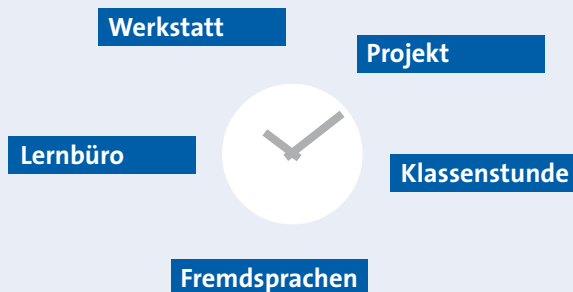 Werkstatt
Projekt
Lernbüro
Klassenstunde
Fremdsprachen